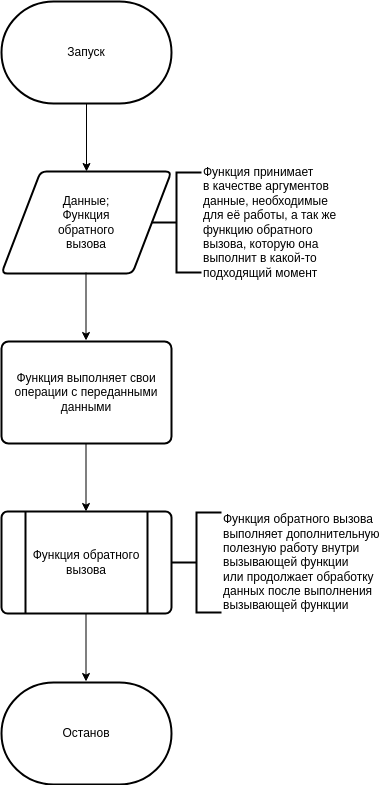 Запуск
Данные;
Функция
обратного
вызова
Функция принимает
в качестве аргументов
данные, необходимые
для её работы, а так же
функцию обратного
вызова, которую она
выполнит в какой-то
подходящий момент
Функция выполняет свои
операции с переданными
данными
Функция обратного
вызова
Функция обратного вызова
выполняет дополнительную
полезную работу внутри
вызывающей функции
или продолжает обработку
данных после выполнения
вызывающей функции
Останов